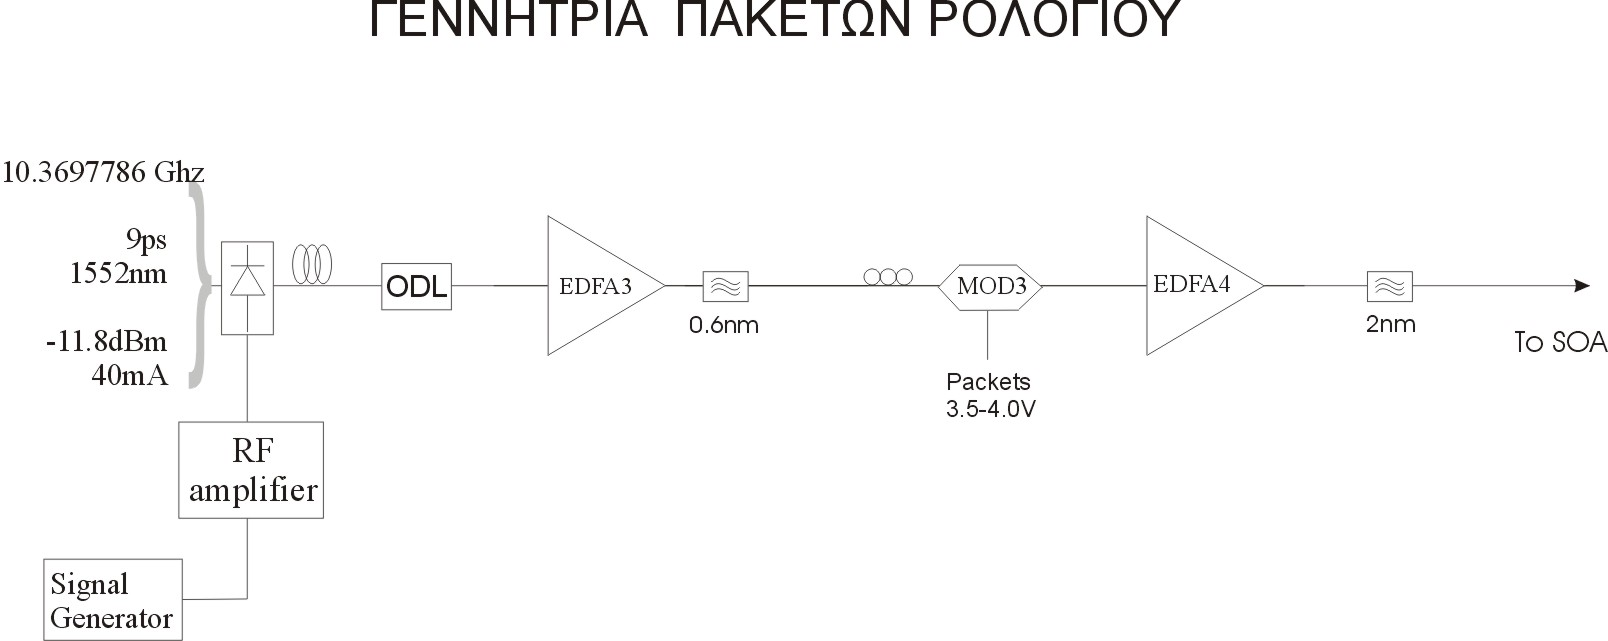 ΓΕΝΝΗΤΡΙΑ ΠΑΚΕΤΩΝ ΡΟΛΟΓΙΟΥ
10.3697786 Ghz
9ps
1552nm
-11.8dBm
40mA
ODL
EDFA3
0.6nm
MOD3
Packets
3.5-4.0V
EDFA4
2nm
To SOA
RF
amplifier
Signal
Generator